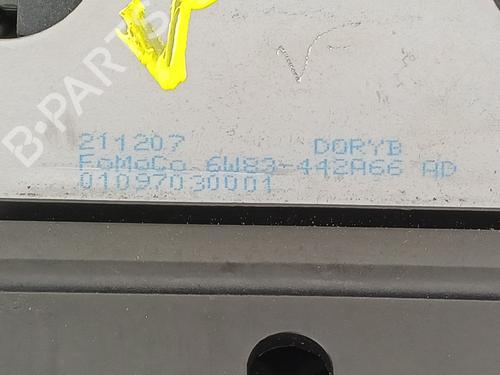 B-PARTS
211207 DORYB
FoMoCo 6W83-442A66 AD
01097030001